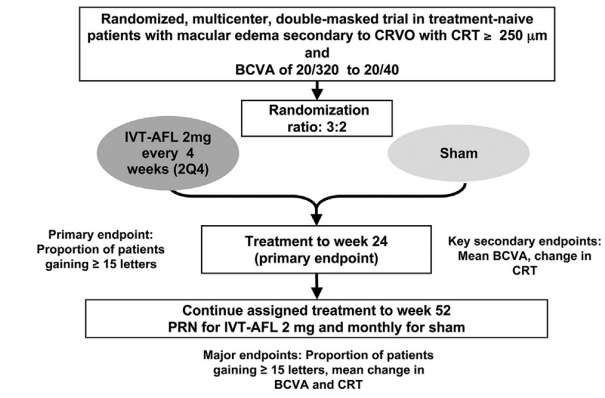 Randomized, multicenter, double-masked trial in treatment-naive
patients with macular edema secondary to CRVO with CRT ≥ 250 μm
and
BCVA of 20/320 to 20/40
Randomization
ratio: 3:2
IVT-AFL 2mg
every 4
weeks (2Q4)
Sham
Primary endpoint:
Proportion of patients
gaining ≥ 15 letters
Treatment to week 24
(primary endpoint)
Key secondary endpoints:
Mean BCVA, change in
CRT
Continue assigned treatment to week 52
PRN for IVT-AFL 2 mg and monthly for sham
Major endpoints: Proportion of patients
gaining ≥ 15 letters, mean change in
BCVA and CRT